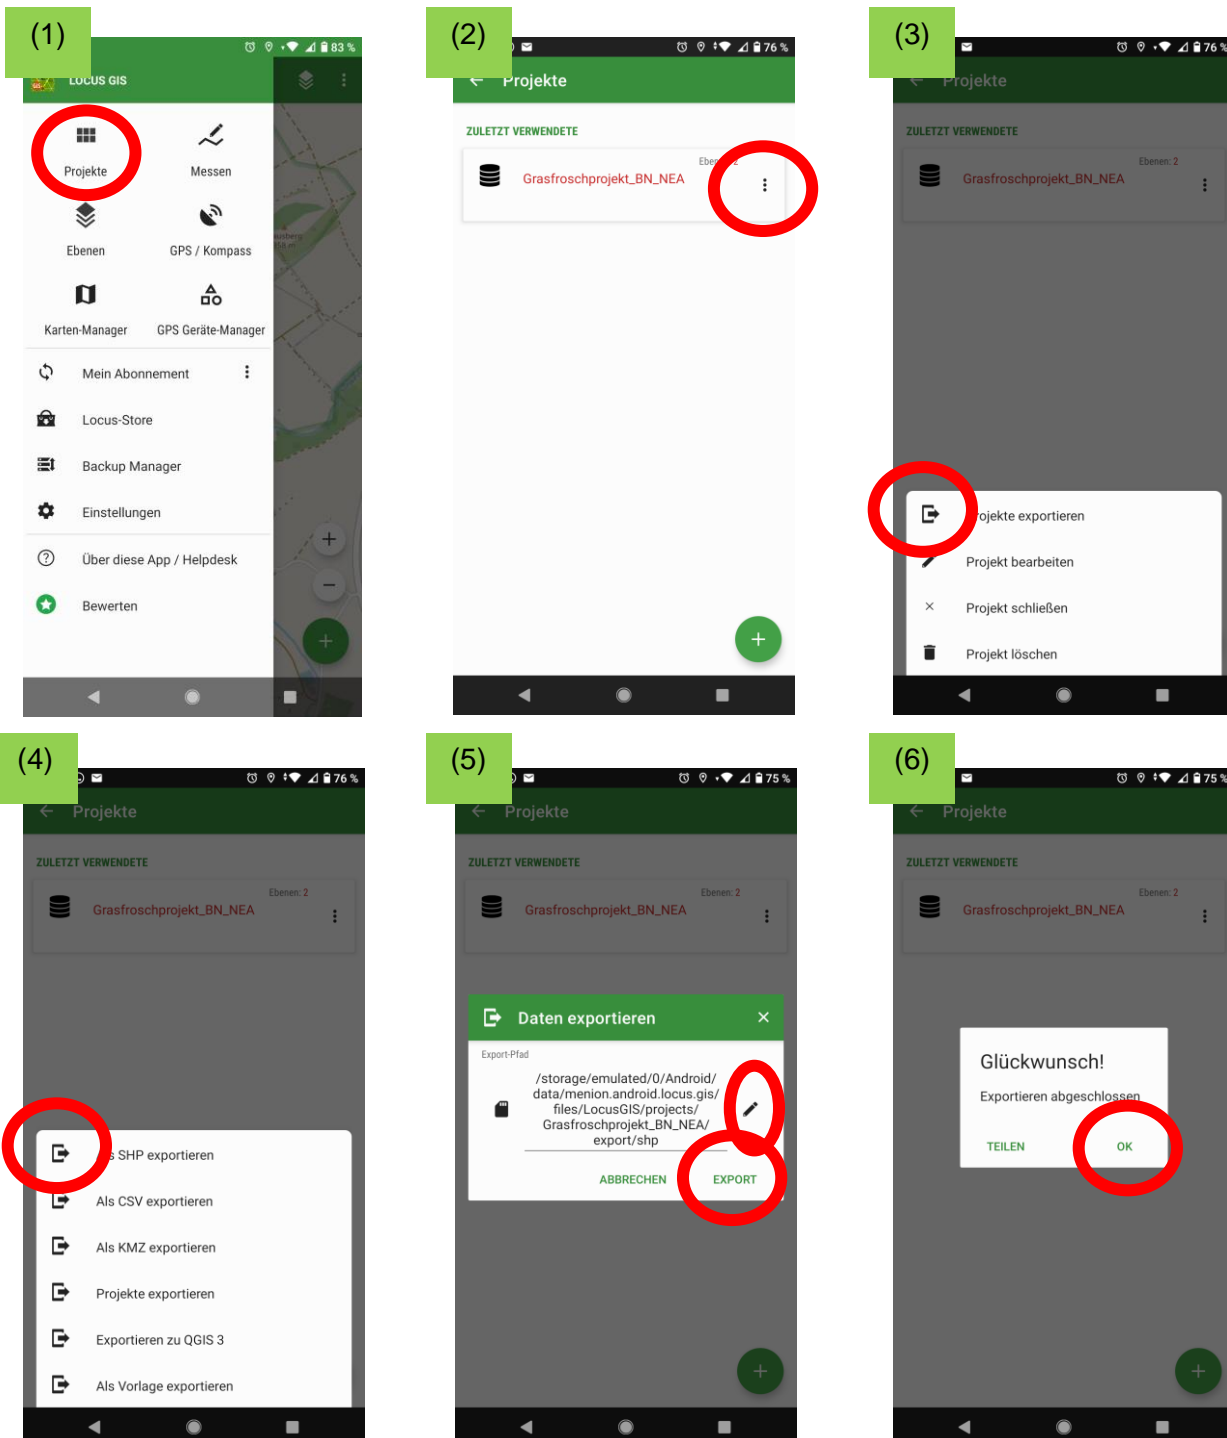 (1)
83 %
LOCUS GIS
Projekte
Messen
Ebenen
GPS / Kompass
Karten-Manager
GPS Geräte-Manager
Mein Abonnement
Locus-Store
Backup Manager
Einstellungen
Über diese App / Helpdesk
Bewerten
(2)
76 %
Projekte
ZULETZT VERWENDETE
2
Grasfroschprojekt_BN_NEA
(3)
76 %
Projekte
ZULETZT VERWENDETE
Ebenen: 2
Grasfroschprojekt_BN_NEA
Projekte exportieren
Projekt bearbeiten
Projekt schließen
Projekt löschen
(4)
76 %
Projekte
ZULETZT VERWENDETE
Ebenen: 2
Grasfroschprojekt_BN_NEA
Als SHP exportieren
Als CSV exportieren
Als KMZ exportieren
Projekte exportieren
Exportieren zu QGIS 3
Als Vorlage exportieren
(5)
75 %
Projekte
ZULETZT VERWENDETE
Ebenen: 2
Grasfroschprojekt_BN_NEA
Daten exportieren
Export-Pfad
/storage/emulated/0/Android/
data/menion.android.locus.gis/
files/LocusGIS/projects/
Grasfroschprojekt_BN_NEA/
export/shp
ABBRECHEN EXPORT
(6)
75 %
Projekte
ZULETZT VERWENDETE
Ebenen: 2
Grasfroschprojekt_BN_NEA
Glückwunsch!
Exportieren abgeschlossen
TEILEN OK